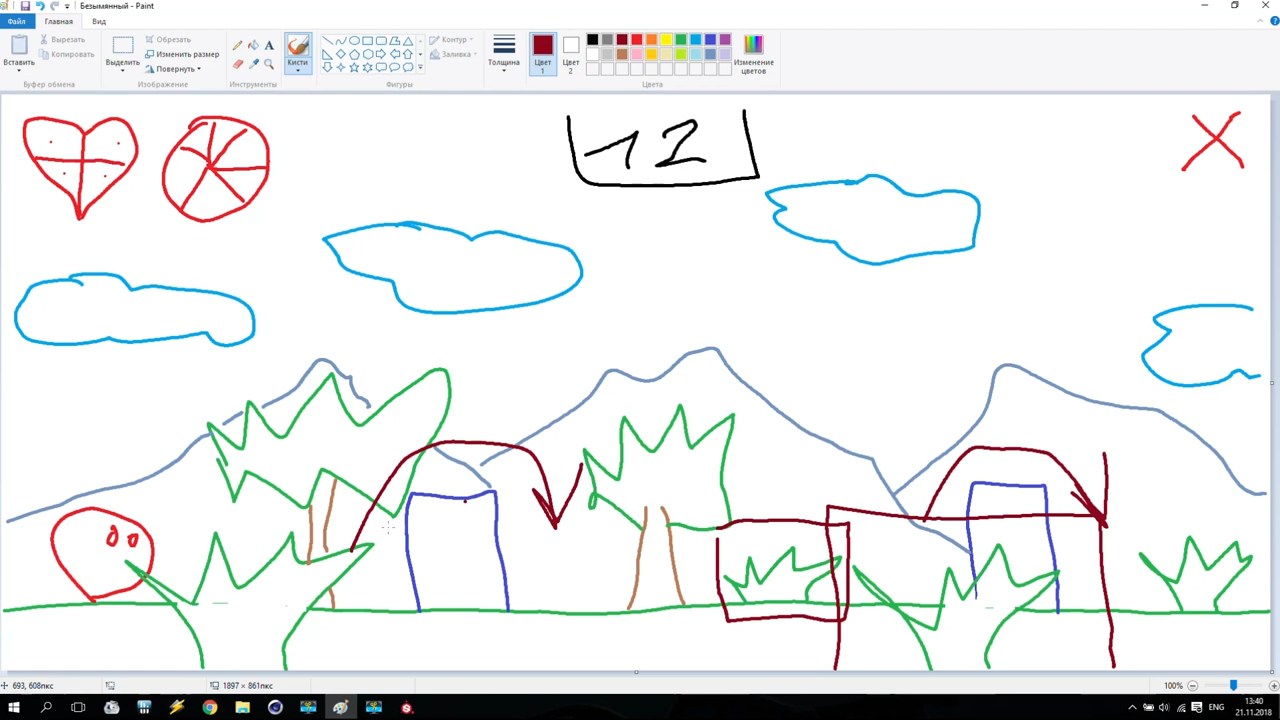 Безымянный - Paint
Файл Главная Вид
Вставить
Вырезать
Копировать
Буфер обмена
Выделить
Обрезать
Изменить размер
Повернуть
Изображение
A
Инструменты
Кисти
Контур
Заливка
Фигуры
Толщина
Цвет 1
Цвет 2
Изменение цветов
Цвета
12
693, 608пкс
1897 × 861пкс
100%
ENG
13:40
21.11.2018